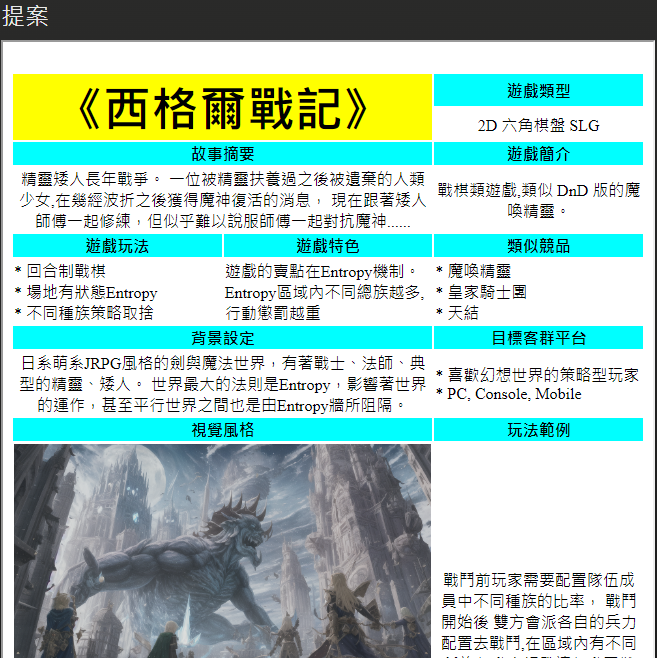 提案
《西格爾戰記》
遊戲類型
2D 六角棋盤 SLG
故事摘要
遊戲簡介
精靈矮人長年戰爭。 一位被精靈扶養過之後被遺棄的人類
少女,在幾經波折之後獲得魔神復活的消息， 現在跟著矮人
師傅一起修練，但似乎難以說服師傅一起對抗魔神......
戰棋類遊戲,類似 DnD 版的魔
喚精靈。
遊戲玩法
遊戲特色
類似競品
* 回合制戰棋
* 場地有狀態Entropy
* 不同種族策略取捨
遊戲的賣點在Entropy機制。
Entropy區域內不同總族越多,
行動懲罰越重
* 魔喚精靈
* 皇家騎士團
* 天結
背景設定
目標客群平台
日系萌系JRPG風格的劍與魔法世界，有著戰士、法師、典
型的精靈、矮人。 世界最大的法則是Entropy，影響著世界
的運作，甚至平行世界之間也是由Entropy牆所阻隔。
* 喜歡幻想世界的策略型玩家
* PC, Console, Mobile
視覺風格
玩法範例
戰鬥前玩家需要配置隊伍成
員中不同種族的比率， 戰鬥
開始後 雙方會派各自的兵力
配置去戰鬥,在區域內有不同